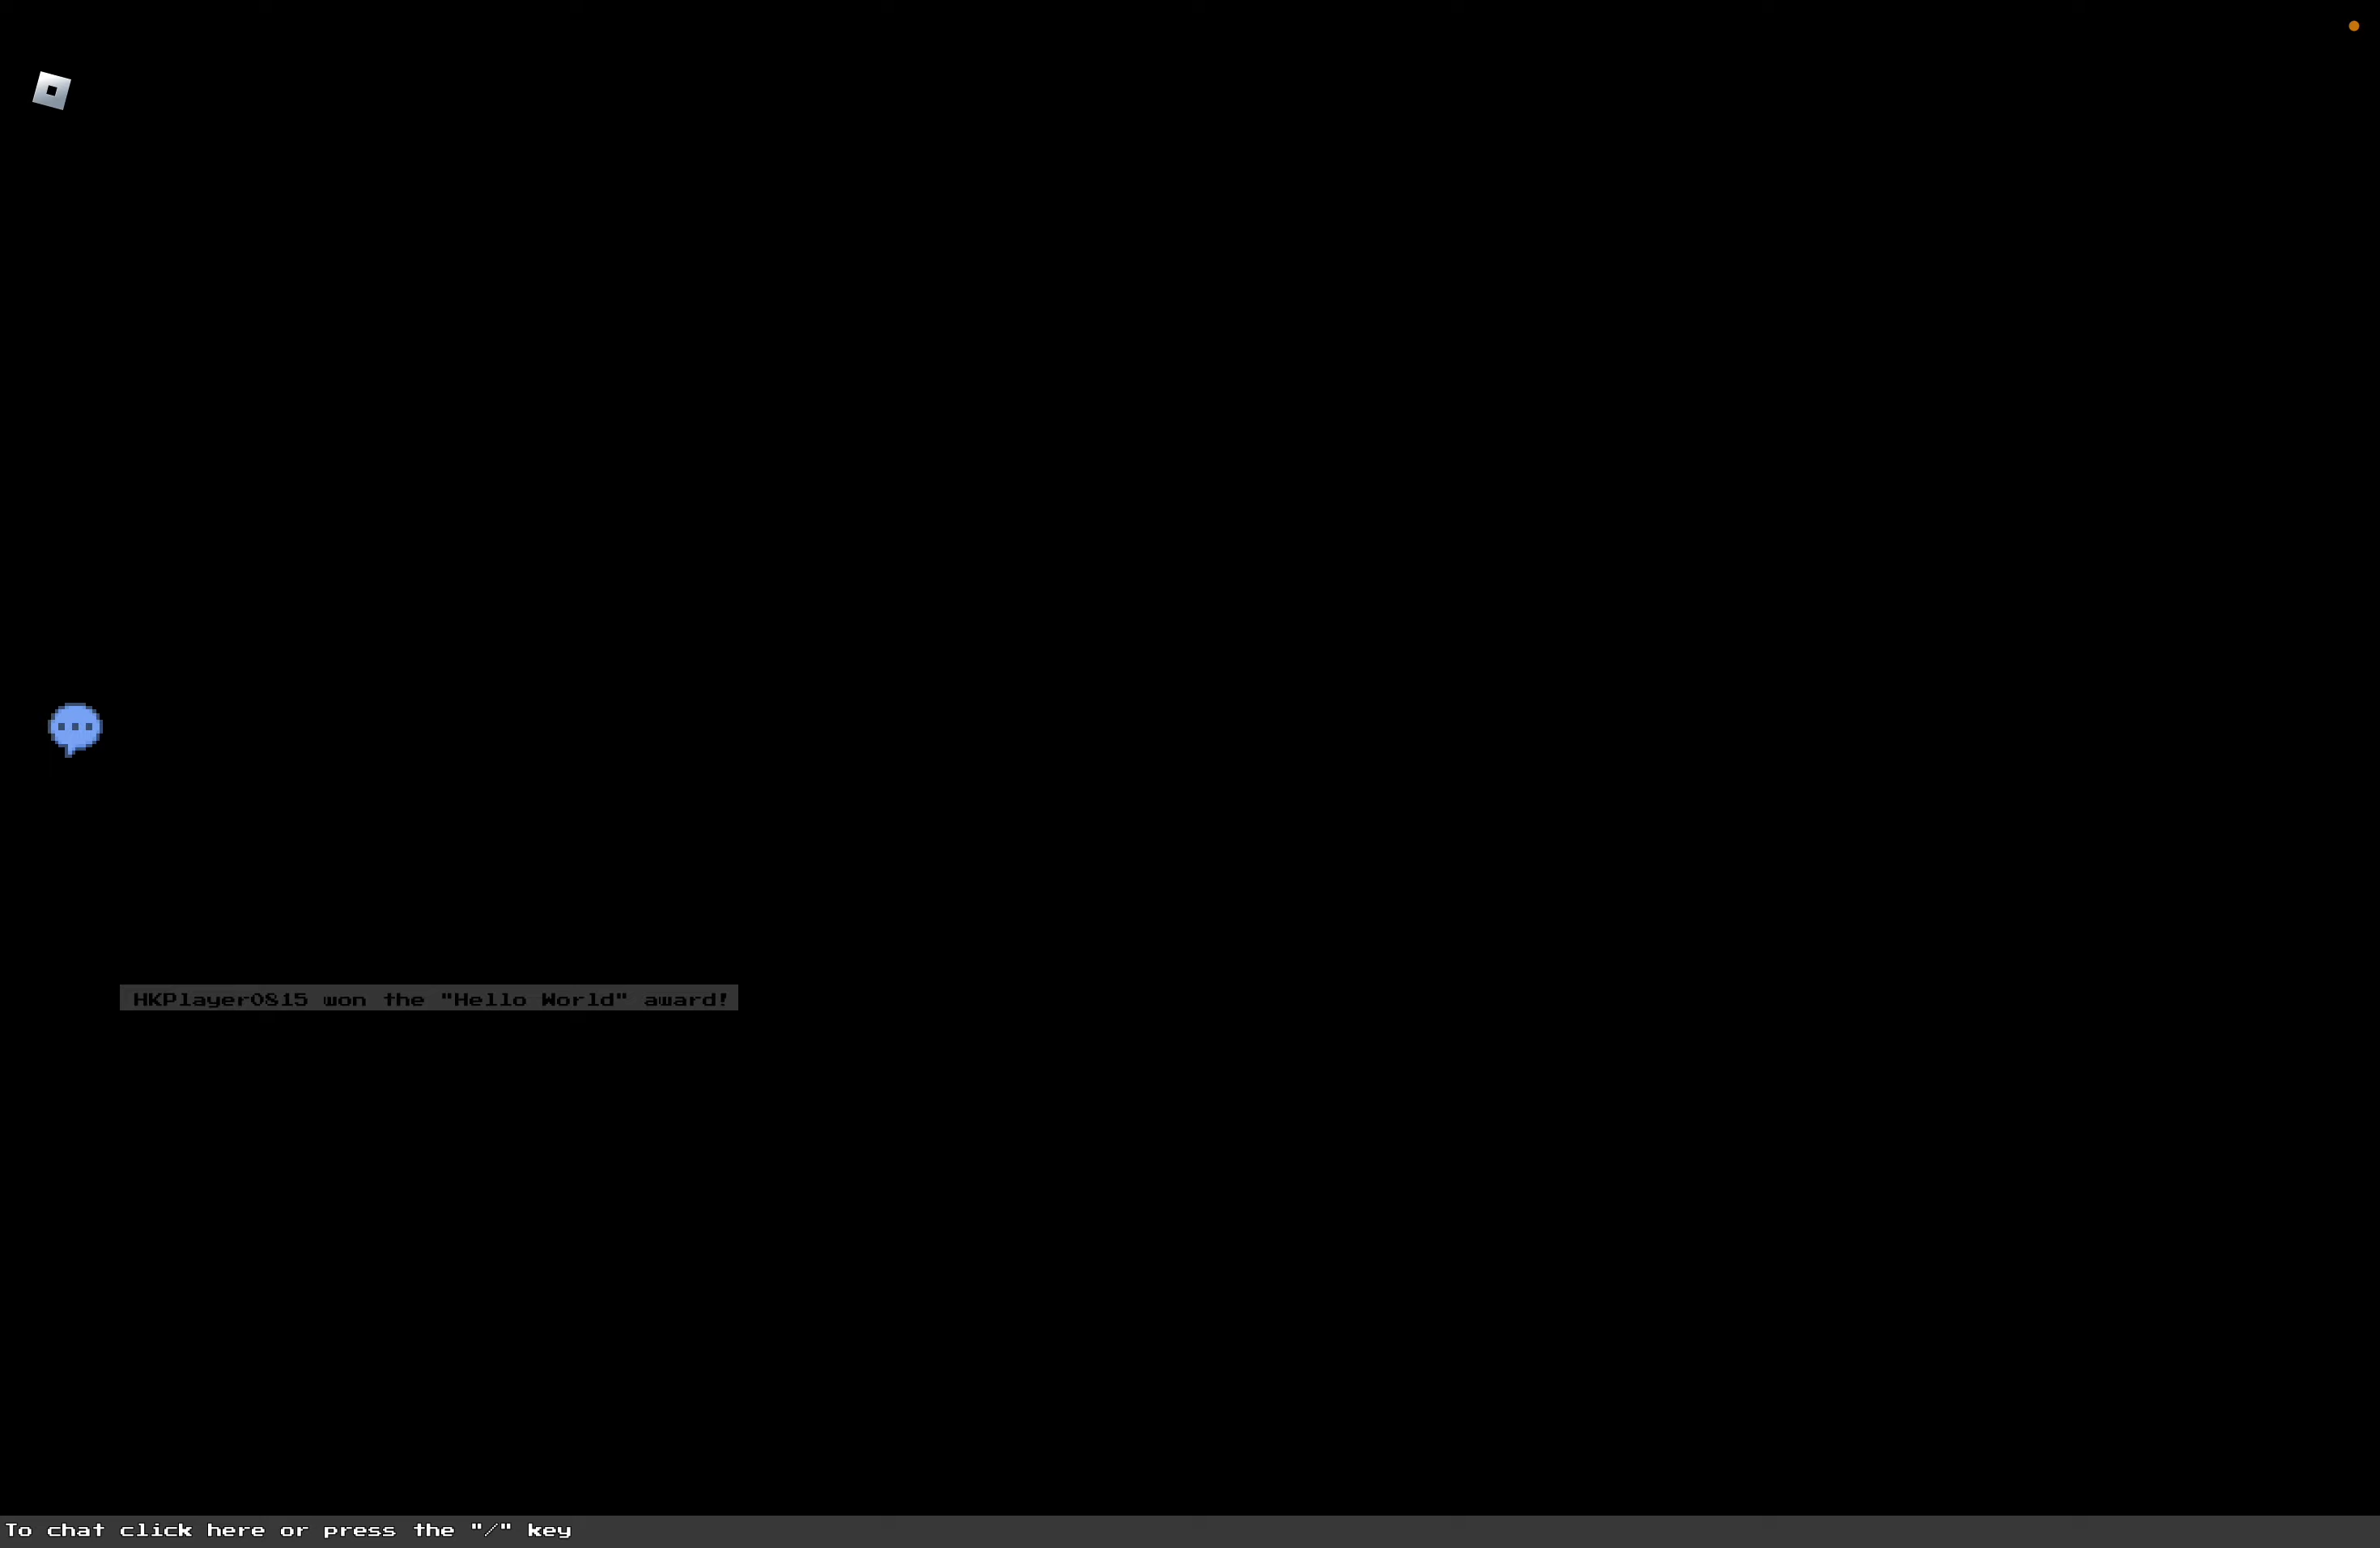 HKPlayer0815 won the "Hello World" award!
To chat click here or press the "/" key